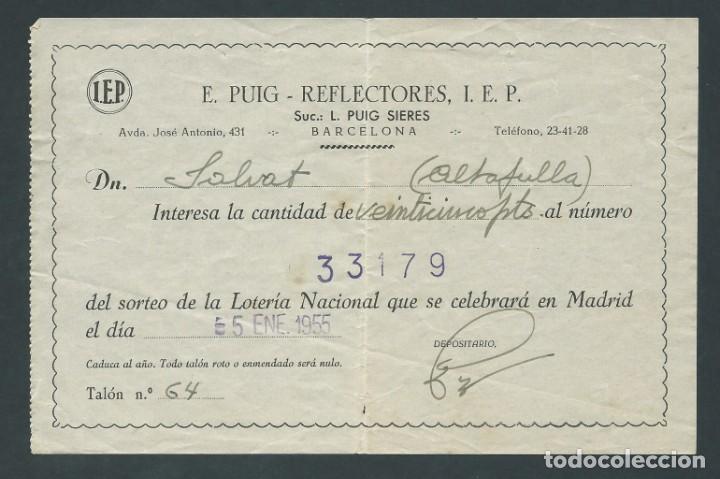 I.E.P.
E. PUIG - REFLECTORES, I. E. P.
Suc.: L. PUIG SIERES
Avda. José Antonio, 431 -:- BARCELONA -:- Teléfono, 23-41-28
Dn. Salvat (Altafulla)
Interesa la cantidad de veinticinco pts al número
33179
del sorteo de la Lotería Nacional que se celebrará en Madrid
el día 5 ENE. 1955
DEPOSITARIO,
Caduca al año. Todo talón roto o enmendado será nulo.
Talón n.º 64
todocoleccion.net